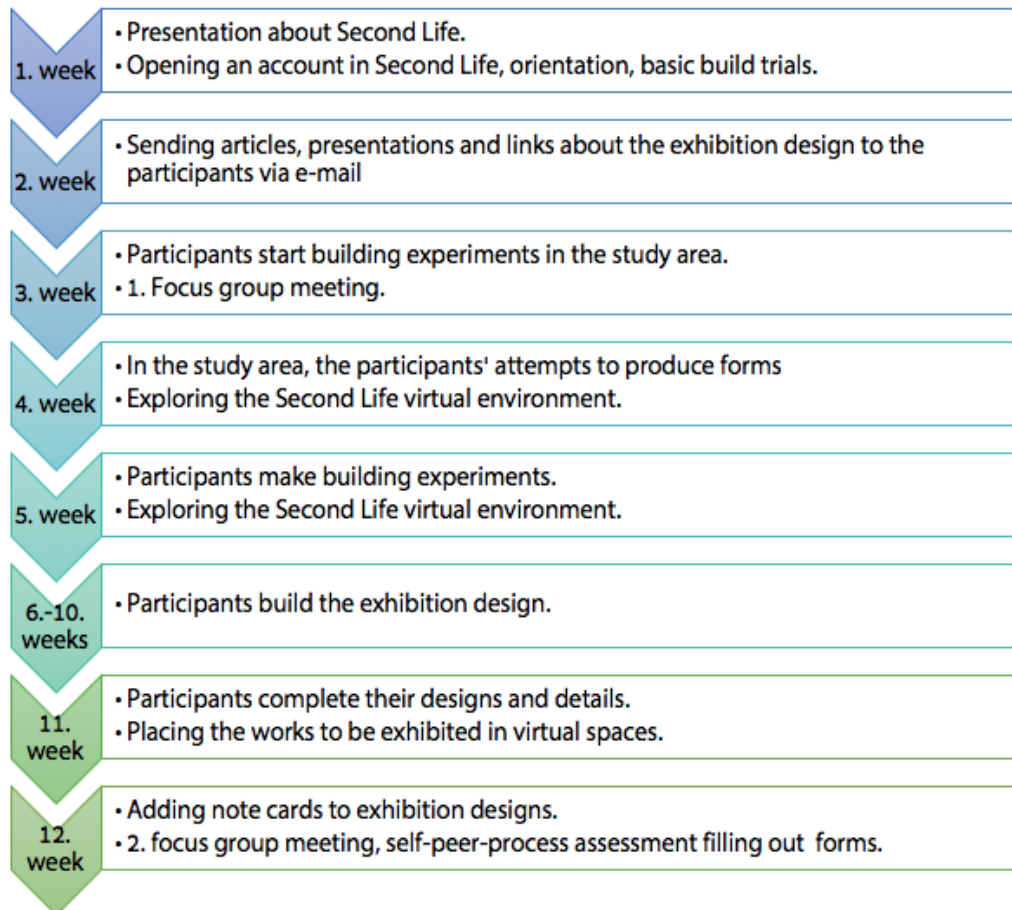 1. week
• Presentation about Second Life.
• Opening an account in Second Life, orientation, basic build trials.
2. week
• Sending articles, presentations and links about the exhibition design to the
participants via e-mail
3. week
• Participants start building experiments in the study area.
• 1. Focus group meeting.
4. week
• In the study area, the participants' attempts to produce forms
• Exploring the Second Life virtual environment.
5. week
• Participants make building experiments.
• Exploring the Second Life virtual environment.
6.-10.
weeks
• Participants build the exhibition design.
11.
week
• Participants complete their designs and details.
• Placing the works to be exhibited in virtual spaces.
12.
week
• Adding note cards to exhibition designs.
• 2. focus group meeting, self-peer-process assessment filling out forms.